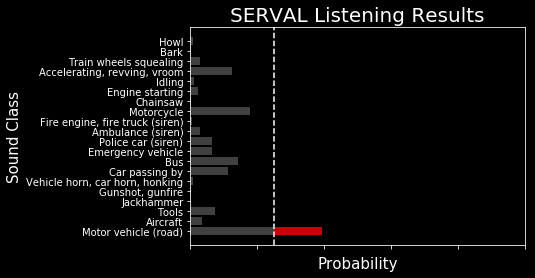 SERVAL Listening Results
Sound Class
Howl
Bark
Train wheels squealing
Accelerating, revving, vroom
Idling
Engine starting
Chainsaw
Motorcycle
Fire engine, fire truck (siren)
Ambulance (siren)
Police car (siren)
Emergency vehicle
Bus
Car passing by
Vehicle horn, car horn, honking
Gunshot, gunfire
Jackhammer
Tools
Aircraft
Motor vehicle (road)
Probability